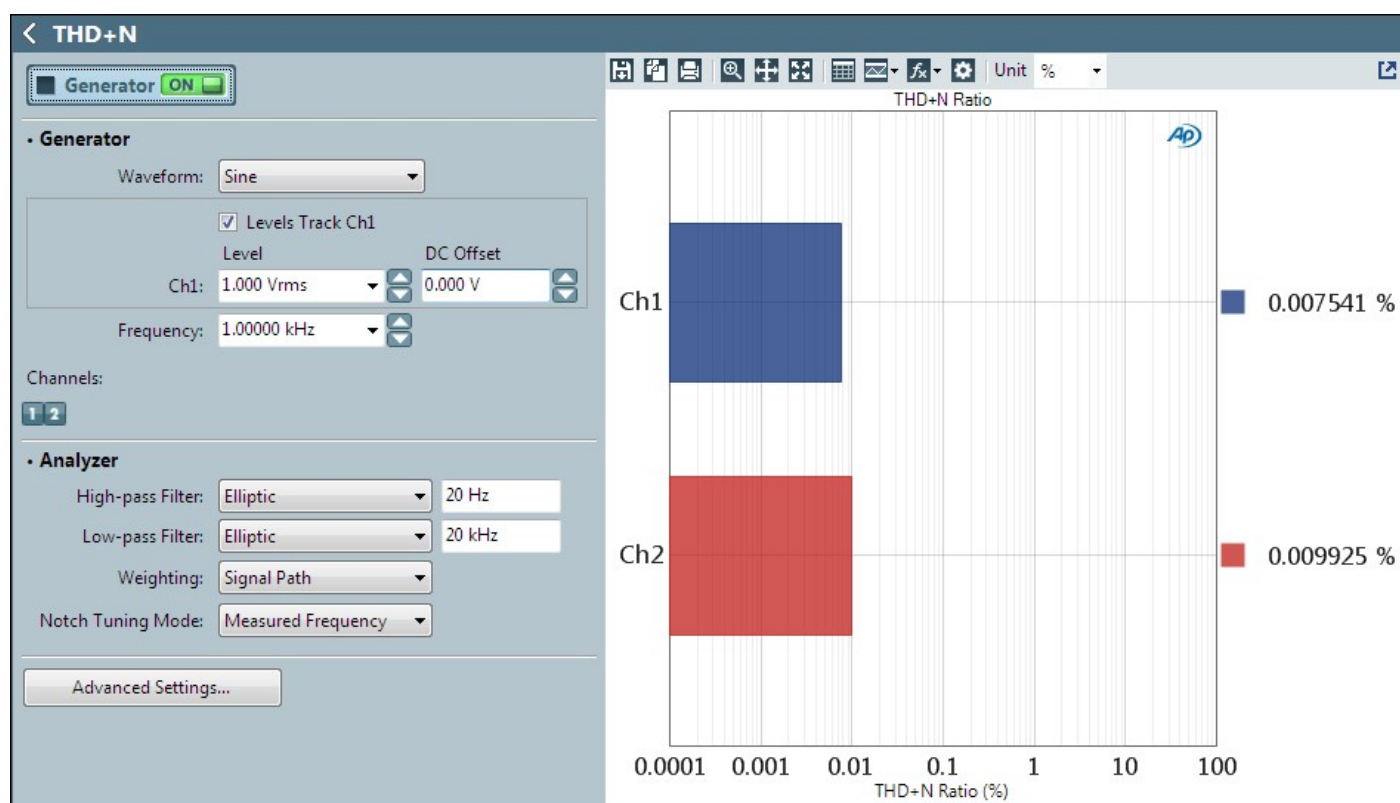 THD+N
Generator ON
Generator
Waveform: Sine
Levels Track Ch1
Level DC Offset
Ch1: 1.000 Vrms 0.000 V
Frequency: 1.00000 kHz
Channels:
1 2
Analyzer
High-pass Filter: Elliptic 20 Hz
Low-pass Filter: Elliptic 20 kHz
Weighting: Signal Path
Notch Tuning Mode: Measured Frequency
Advanced Settings...
fx Unit %
THD+N Ratio
AP
Ch1 0.007541 %
Ch2 0.009925 %
0.0001 0.001 0.01 0.1 1 10 100
THD+N Ratio (%)